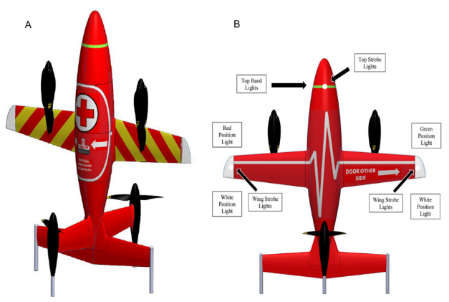 A
B
Top Strobe
Lights
Top Band
Lights
Red
Position
Light
Green
Position
Light
DOOR OTHER
SIDE
White
Position
Light
Wing Strobe
Lights
Wing Strobe
Lights
White
Position
Light